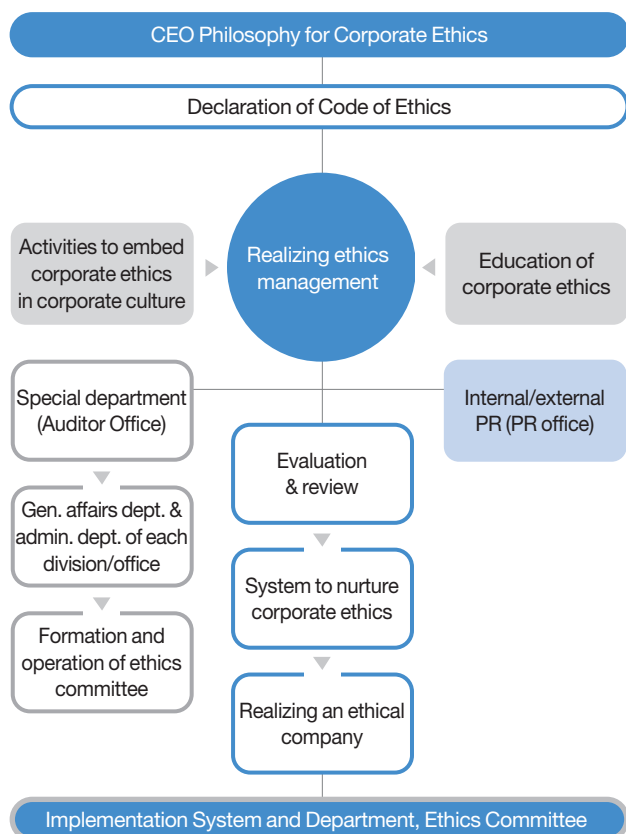 CEO Philosophy for Corporate Ethics
Declaration of Code of Ethics
Activities to embed
corporate ethics
in corporate culture
Realizing ethics
management
Education of
corporate ethics
Special department
(Auditor Office)
Internal/external
PR (PR office)
Evaluation
& review
Gen. affairs dept. &
admin. dept. of each
division/office
System to nurture
corporate ethics
Formation and
operation of ethics
committee
Realizing an ethical
company
Implementation System and Department, Ethics Committee